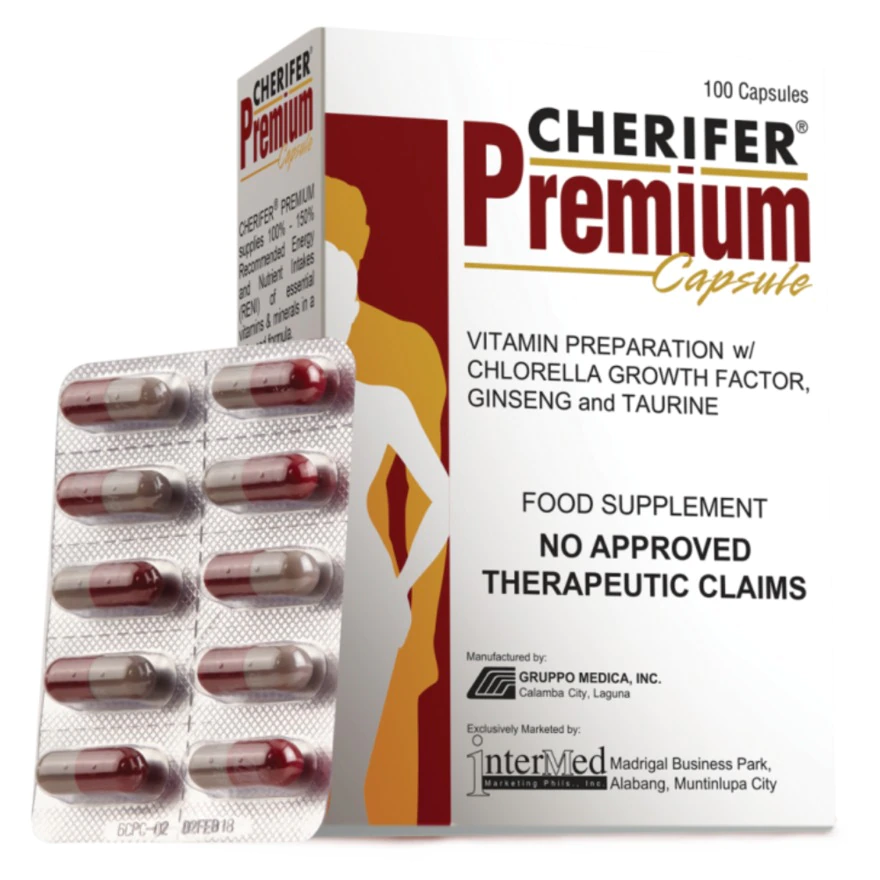 CHERIFER®
Premium
Capsule
CHERIFER® PREMIUM
supplies 100% - 150%
Recommended Energy
and Nutrient Intakes
(RENI) of essential
vitamins & minerals in a
formula.
100 Capsules
CHERIFER®
Premium
Capsule
VITAMIN PREPARATION w/
CHLORELLA GROWTH FACTOR,
GINSENG and TAURINE
FOOD SUPPLEMENT
NO APPROVED
THERAPEUTIC CLAIMS
Manufactured by:
GRUPPO MEDICA, INC.
Calamba City, Laguna
Exclusively Marketed by:
interMed
Marketing Phils., Inc.
Madrigal Business Park,
Alabang, Muntinlupa City
GCPC-02 02FEB18